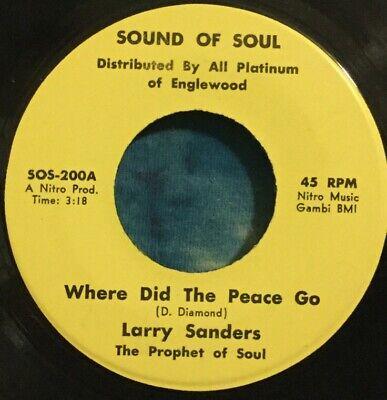 SOUND OF SOUL
Distributed By All Platinum
of Englewood
SOS-200A
A Nitro Prod.
Time: 3:18
45 RPM
Nitro Music
Gambi BMI
Where Did The Peace Go
(D. Diamond)
Larry Sanders
The Prophet of Soul